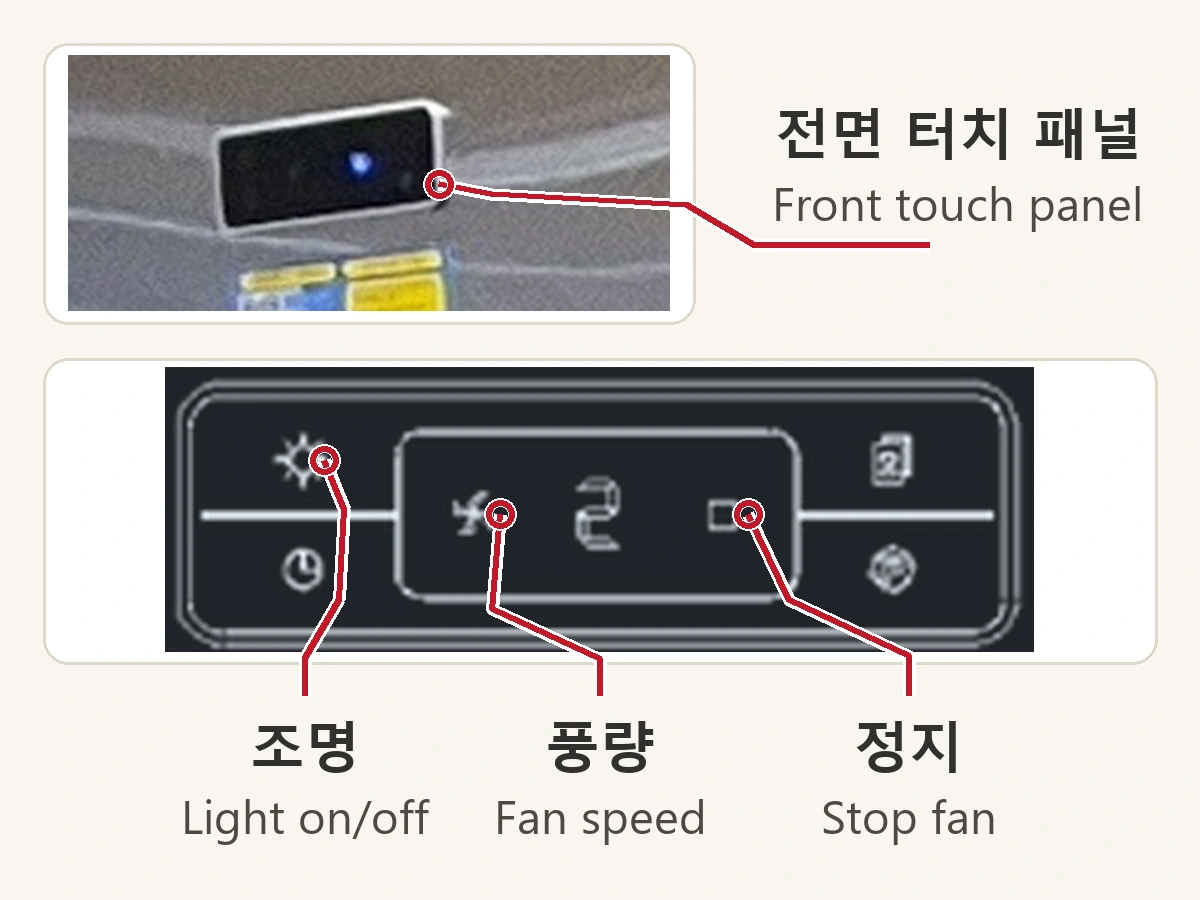 전면 터치 패널
Front touch panel
2
2
조명
Light on/off
풍량
Fan speed
정지
Stop fan